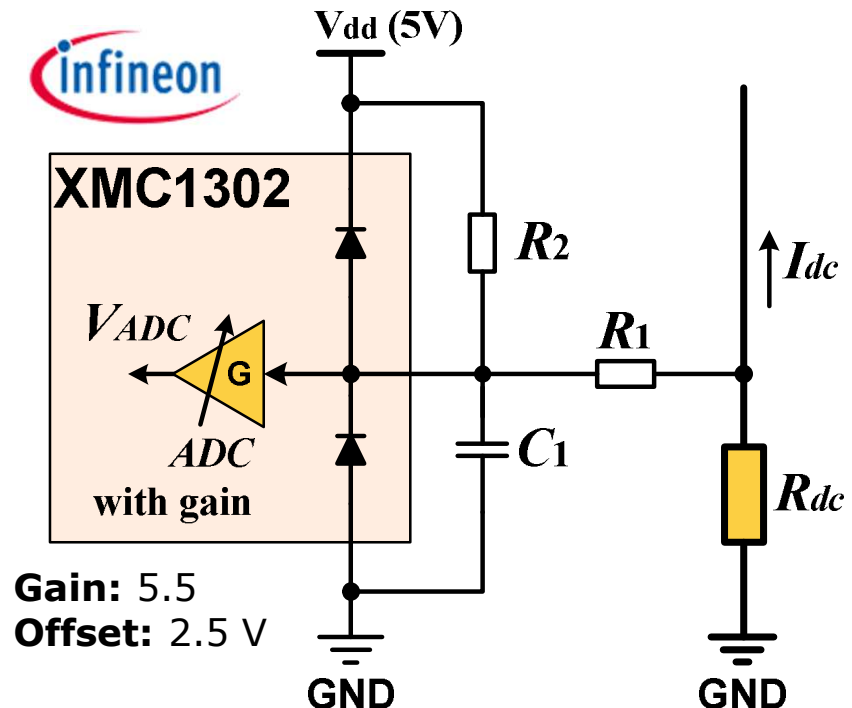 Vdd (5V)
infineon
XMC1302
R2
Idc
VADC
R1
G
ADC
C1
with gain
Rdc
Gain: 5.5
Offset: 2.5 V
GND
GND